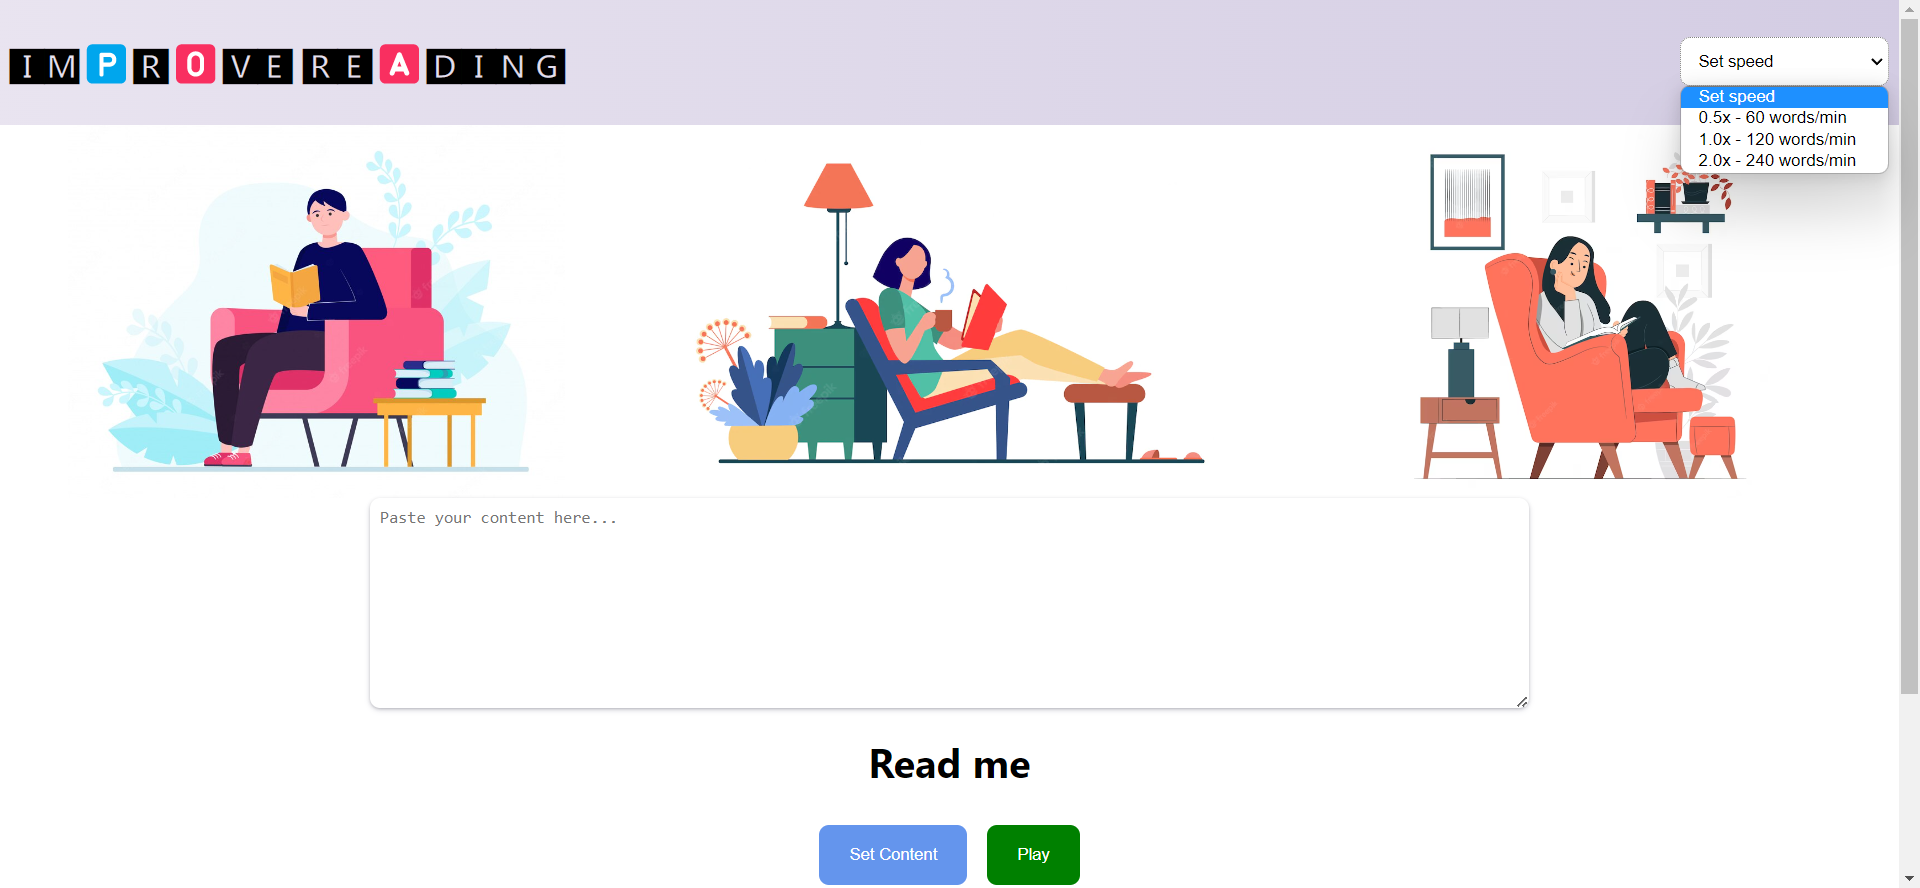 IMPROVEREADING
Set speed
Set speed
0.5x - 60 words/min
1.0x - 120 words/min
2.0x - 240 words/min
Paste your content here...
Read me
Set Content
Play